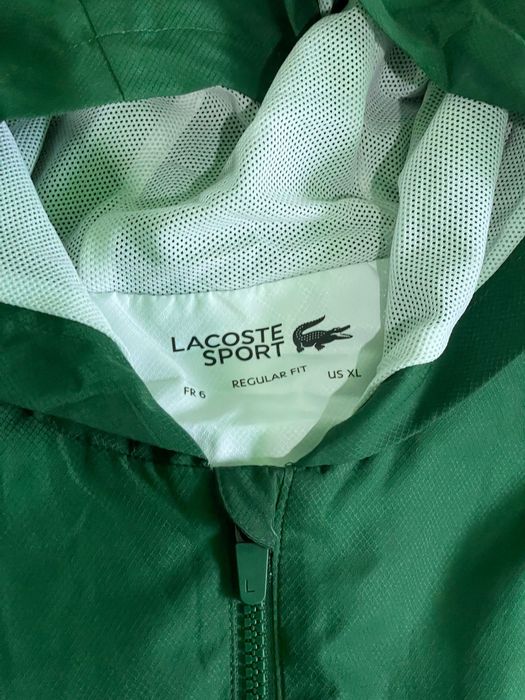 LACOSTE
SPORT
FR 6 REGULAR FIT US XL
L